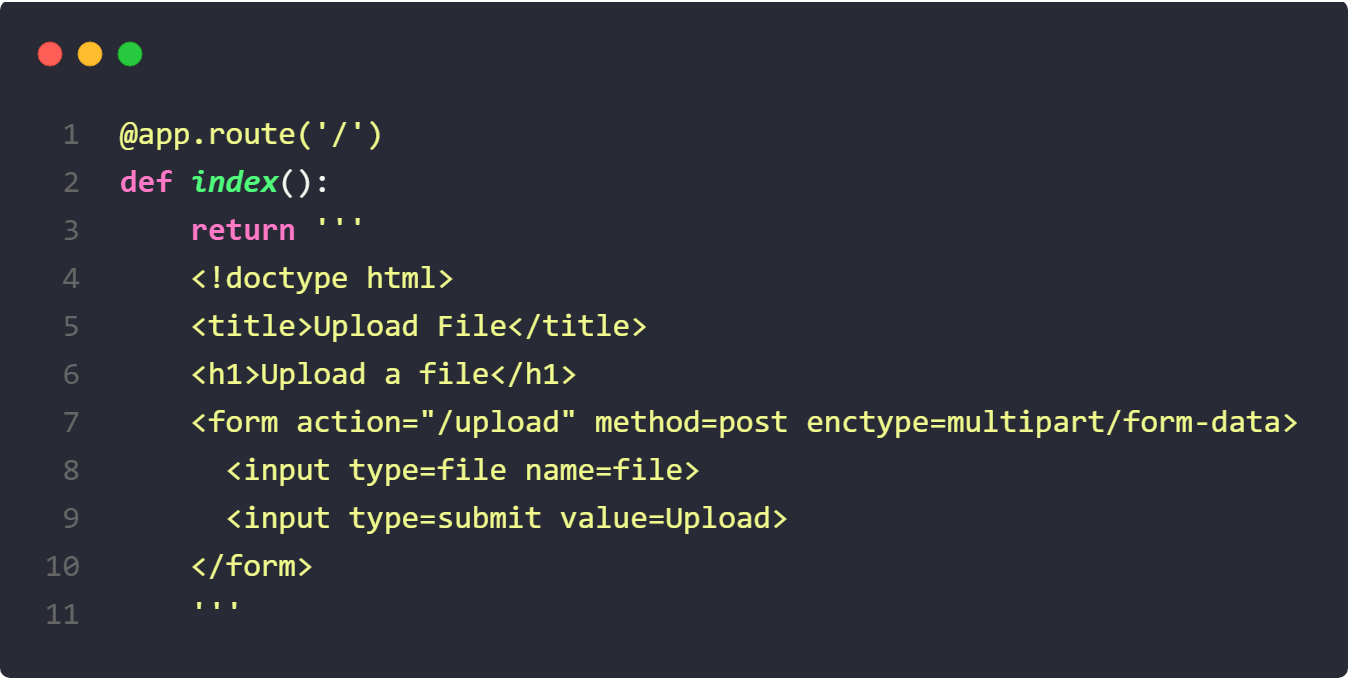 1 @app.route('/')
2 def index():
3     return '''
4     <!doctype html>
5     <title>Upload File</title>
6     <h1>Upload a file</h1>
7     <form action="/upload" method=post enctype=multipart/form-data>
8       <input type=file name=file>
9       <input type=submit value=Upload>
10     </form>
11     '''